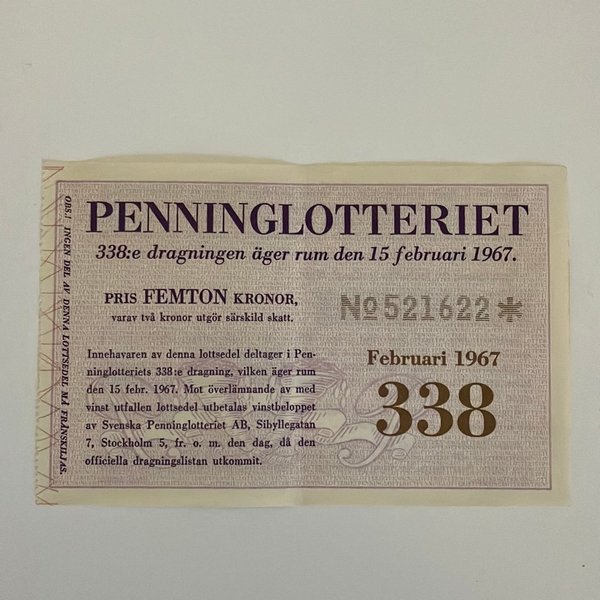 PENNINGLOTTERIET
338:e dragningen äger rum den 15 februari 1967.
PRIS FEMTON KRONOR,
varav två kronor utgör särskild skatt.
No 521622*
Innehavaren av denna lottsedel deltager i Pen-
ninglotteriets 338:e dragning, vilken äger rum
den 15 febr. 1967. Mot överlämnande av med
vinst utfallen lottsedel utbetalas vinstbeloppet
av Svenska Penninglotteriet AB, Sibyllegatan
7, Stockholm 5, fr. o. m. den dag, då den
officiella dragningslistan utkommit.
Februari 1967
338
OBS.! INGEN DEL AV DENNA LOTTSEDEL MÅ FRÅNSKILJAS.